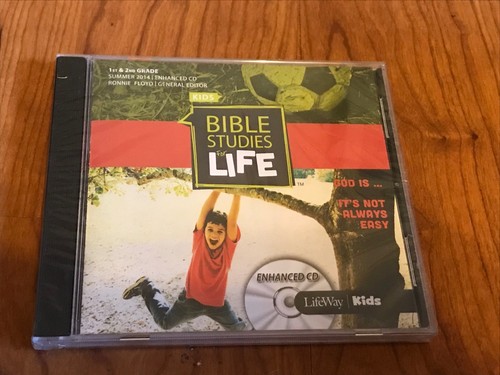 1ST & 2ND GRADE
SUMMER 2014 | ENHANCED CD
RONNIE FLOYD | GENERAL EDITOR
KIDS
BIBLE
STUDIES
for
LIFE
TM
GOD IS ...
IT'S NOT
ALWAYS
EASY
ENHANCED CD
LifeWay | Kids